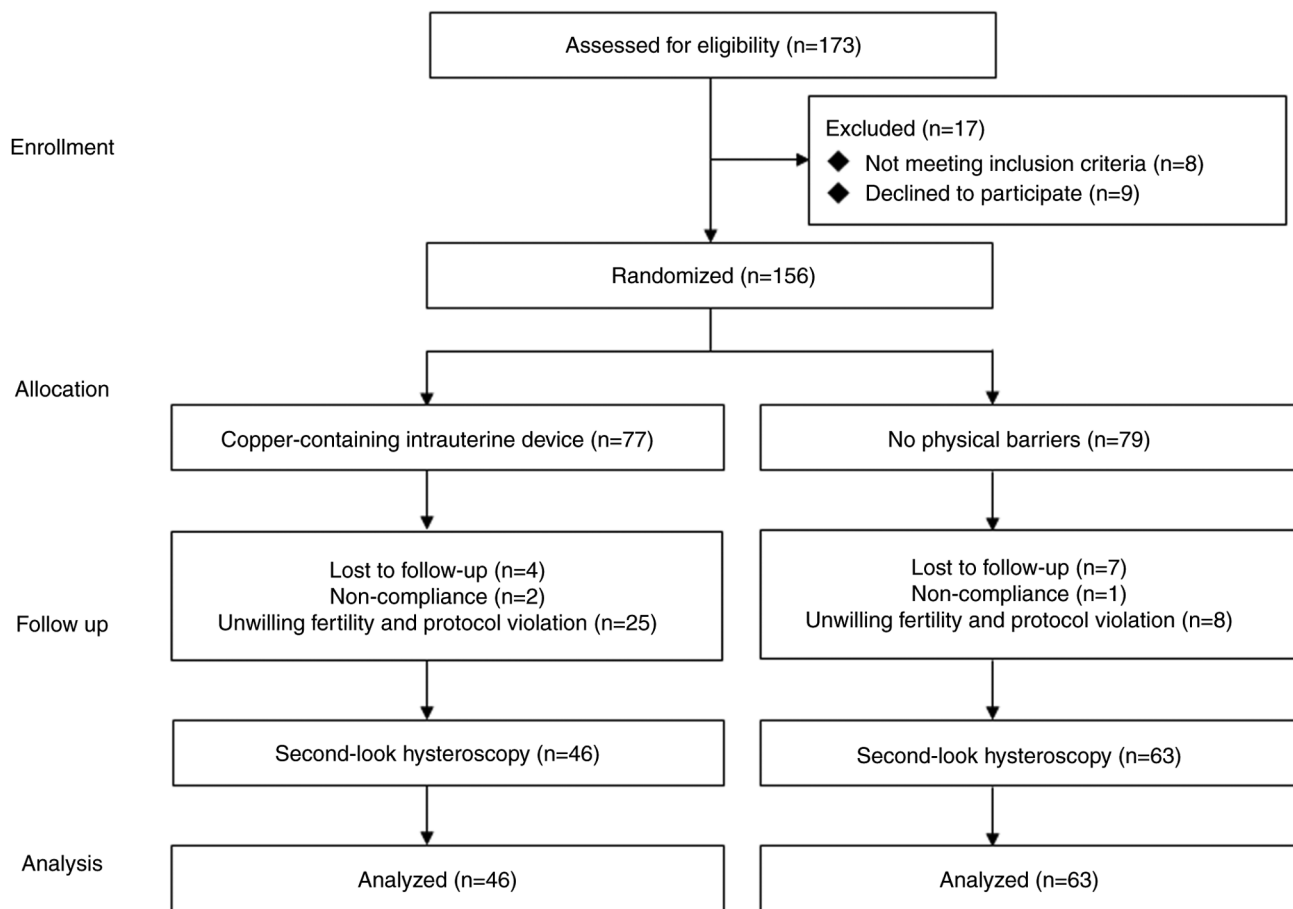 Assessed for eligibility (n=173)
Enrollment
Excluded (n=17)
Not meeting inclusion criteria (n=8)
Declined to participate (n=9)
Randomized (n=156)
Allocation
Copper-containing intrauterine device (n=77)
No physical barriers (n=79)
Follow up
Lost to follow-up (n=4)
Non-compliance (n=2)
Unwilling fertility and protocol violation (n=25)
Lost to follow-up (n=7)
Non-compliance (n=1)
Unwilling fertility and protocol violation (n=8)
Second-look hysteroscopy (n=46)
Second-look hysteroscopy (n=63)
Analysis
Analyzed (n=46)
Analyzed (n=63)